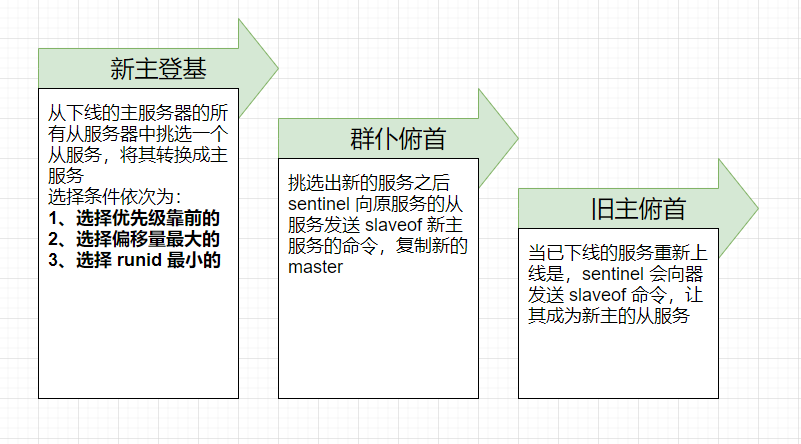 新主登基
从下线的主服务器的所
有从服务器中挑选一个
从服务，将其转换成主
服务
选择条件依次为：
1、选择优先级靠前的
2、选择偏移量最大的
3、选择 runid 最小的
群仆俯首
挑选出新的服务之后
sentinel 向原服务的从
服务发送 slaveof 新主
服务的命令，复制新的
master
旧主俯首
当已下线的服务重新上
线是，sentinel 会向器
发送 slaveof 命令，让
其成为新主的从服务